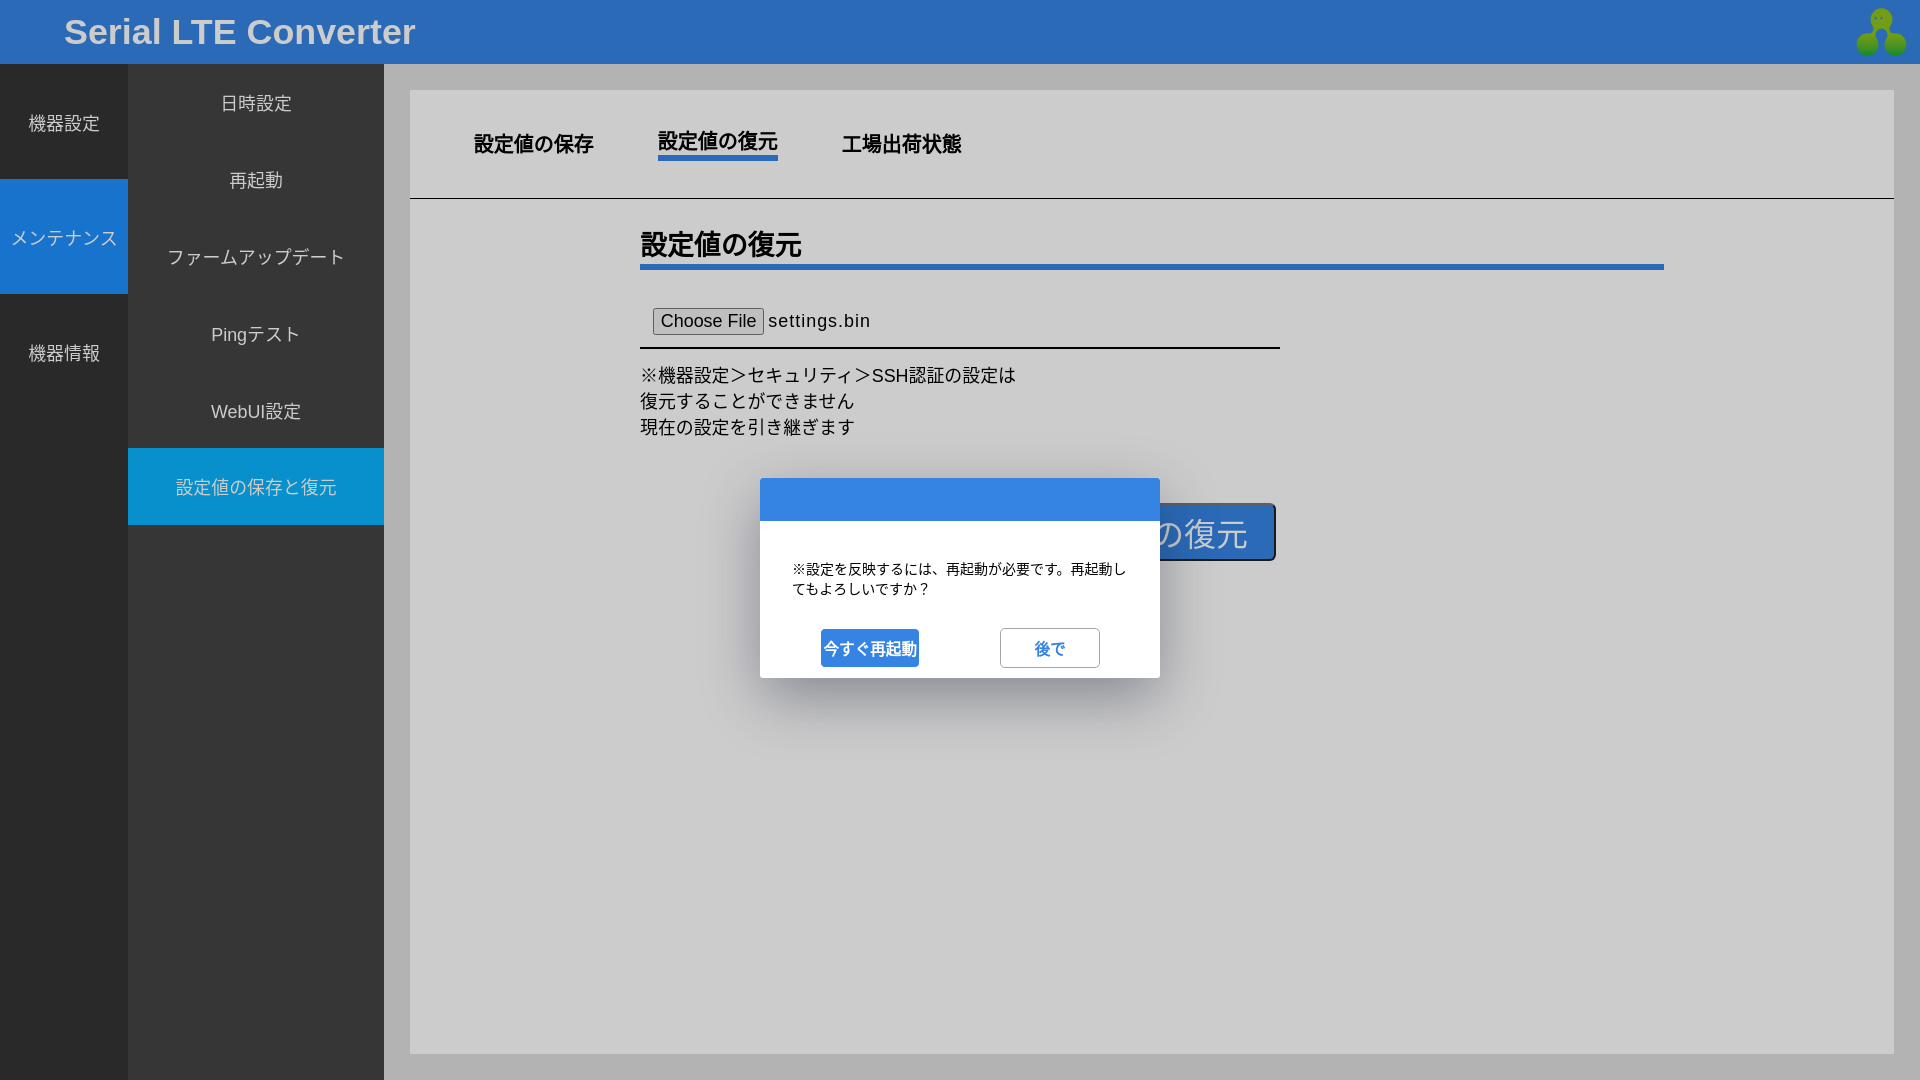 Serial LTE Converter
機器設定
メンテナンス
機器情報
日時設定
再起動
ファームアップデート
Pingテスト
WebUI設定
設定値の保存と復元
設定値の保存
設定値の復元
工場出荷状態
設定値の復元
Choose File settings.bin
※機器設定＞セキュリティ＞SSH認証の設定は
復元することができません
現在の設定を引き継ぎます
の復元
※設定を反映するには、再起動が必要です。再起動し
てもよろしいですか？
今すぐ再起動
後で